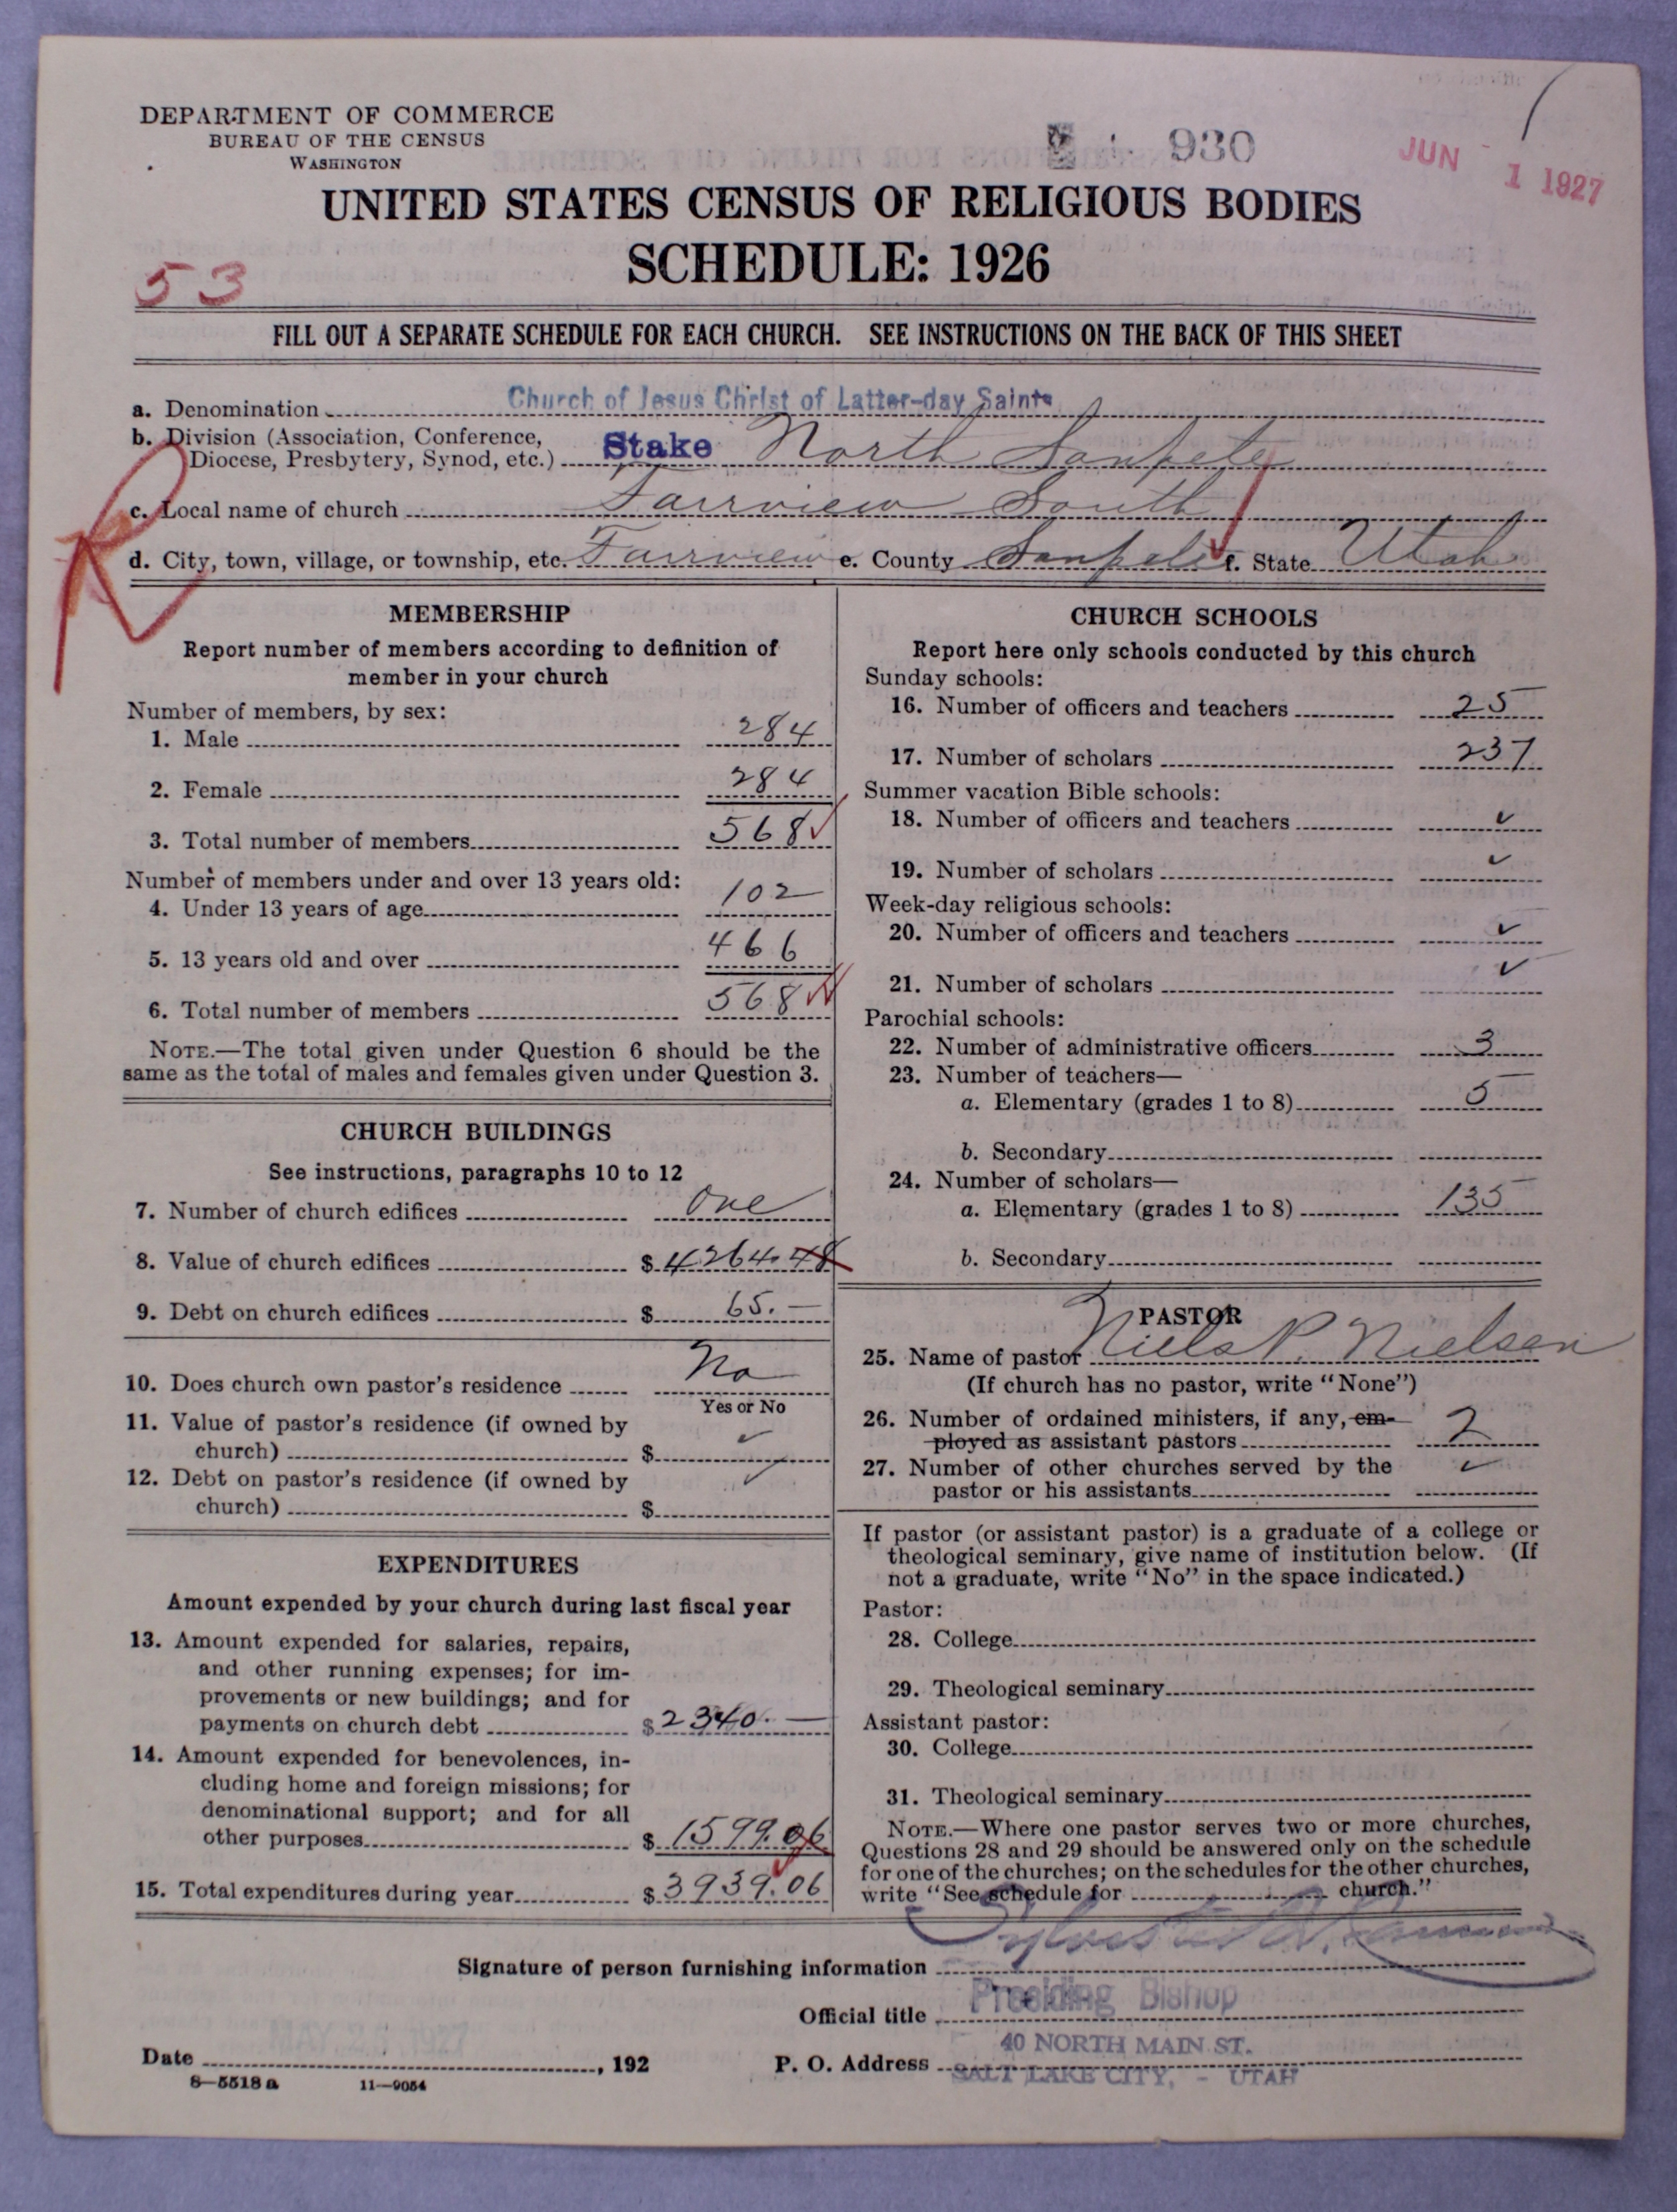 DEPARTMENT OF COMMERCE
BUREAU OF THE CENSUS
WASHINGTON
930
JUN 1 1927
UNITED STATES CENSUS OF RELIGIOUS BODIES
SCHEDULE: 1926
53
FILL OUT A SEPARATE SCHEDULE FOR EACH CHURCH. SEE INSTRUCTIONS ON THE BACK OF THIS SHEET
a. Denomination Church of Jesus Christ of Latter-day Saints
b. Division (Association, Conference,
Diocese, Presbytery, Synod, etc.) Stake North Sanpete
c. Local name of church Fairview South
d. City, town, village, or township, etc. Fairview e. County Sanpete f. State Utah
R
MEMBERSHIP
Report number of members according to definition of
member in your church
Number of members, by sex:
1. Male 284
2. Female 284
3. Total number of members 568
Number of members under and over 13 years old:
4. Under 13 years of age 102
5. 13 years old and over 466
6. Total number of members 568
NOTE.—The total given under Question 6 should be the
same as the total of males and females given under Question 3.
CHURCH BUILDINGS
See instructions, paragraphs 10 to 12
7. Number of church edifices One
8. Value of church edifices $ 4264.48
9. Debt on church edifices $ 65.—
10. Does church own pastor's residence No
Yes or No
11. Value of pastor's residence (if owned by
church) $ ✓
12. Debt on pastor's residence (if owned by
church) $ ✓
EXPENDITURES
Amount expended by your church during last fiscal year
13. Amount expended for salaries, repairs,
and other running expenses; for im-
provements or new buildings; and for
payments on church debt $ 2340.—
14. Amount expended for benevolences, in-
cluding home and foreign missions; for
denominational support; and for all
other purposes $ 1599.06
15. Total expenditures during year $ 3939.06
CHURCH SCHOOLS
Report here only schools conducted by this church
Sunday schools:
16. Number of officers and teachers 25
17. Number of scholars 237
Summer vacation Bible schools:
18. Number of officers and teachers ✓
19. Number of scholars ✓
Week-day religious schools:
20. Number of officers and teachers ✓
21. Number of scholars ✓
Parochial schools:
22. Number of administrative officers 3
23. Number of teachers—
a. Elementary (grades 1 to 8) 5
b. Secondary
24. Number of scholars—
a. Elementary (grades 1 to 8) 135
b. Secondary
PASTOR
25. Name of pastor Niels P. Nielsen
(If church has no pastor, write "None")
26. Number of ordained ministers, if any, em-
ployed as assistant pastors 2
27. Number of other churches served by the
pastor or his assistants ✓
If pastor (or assistant pastor) is a graduate of a college or
theological seminary, give name of institution below. (If
not a graduate, write "No" in the space indicated.)
Pastor:
28. College
29. Theological seminary
Assistant pastor:
30. College
31. Theological seminary
NOTE.—Where one pastor serves two or more churches,
Questions 28 and 29 should be answered only on the schedule
for one of the churches; on the schedules for the other churches,
write "See schedule for church."
Signature of person furnishing information
Official title Presiding Bishop
MAY 1927
Date , 192
P. O. Address 40 NORTH MAIN ST.
SALT LAKE CITY, - UTAH
8—5518 a 11—9054